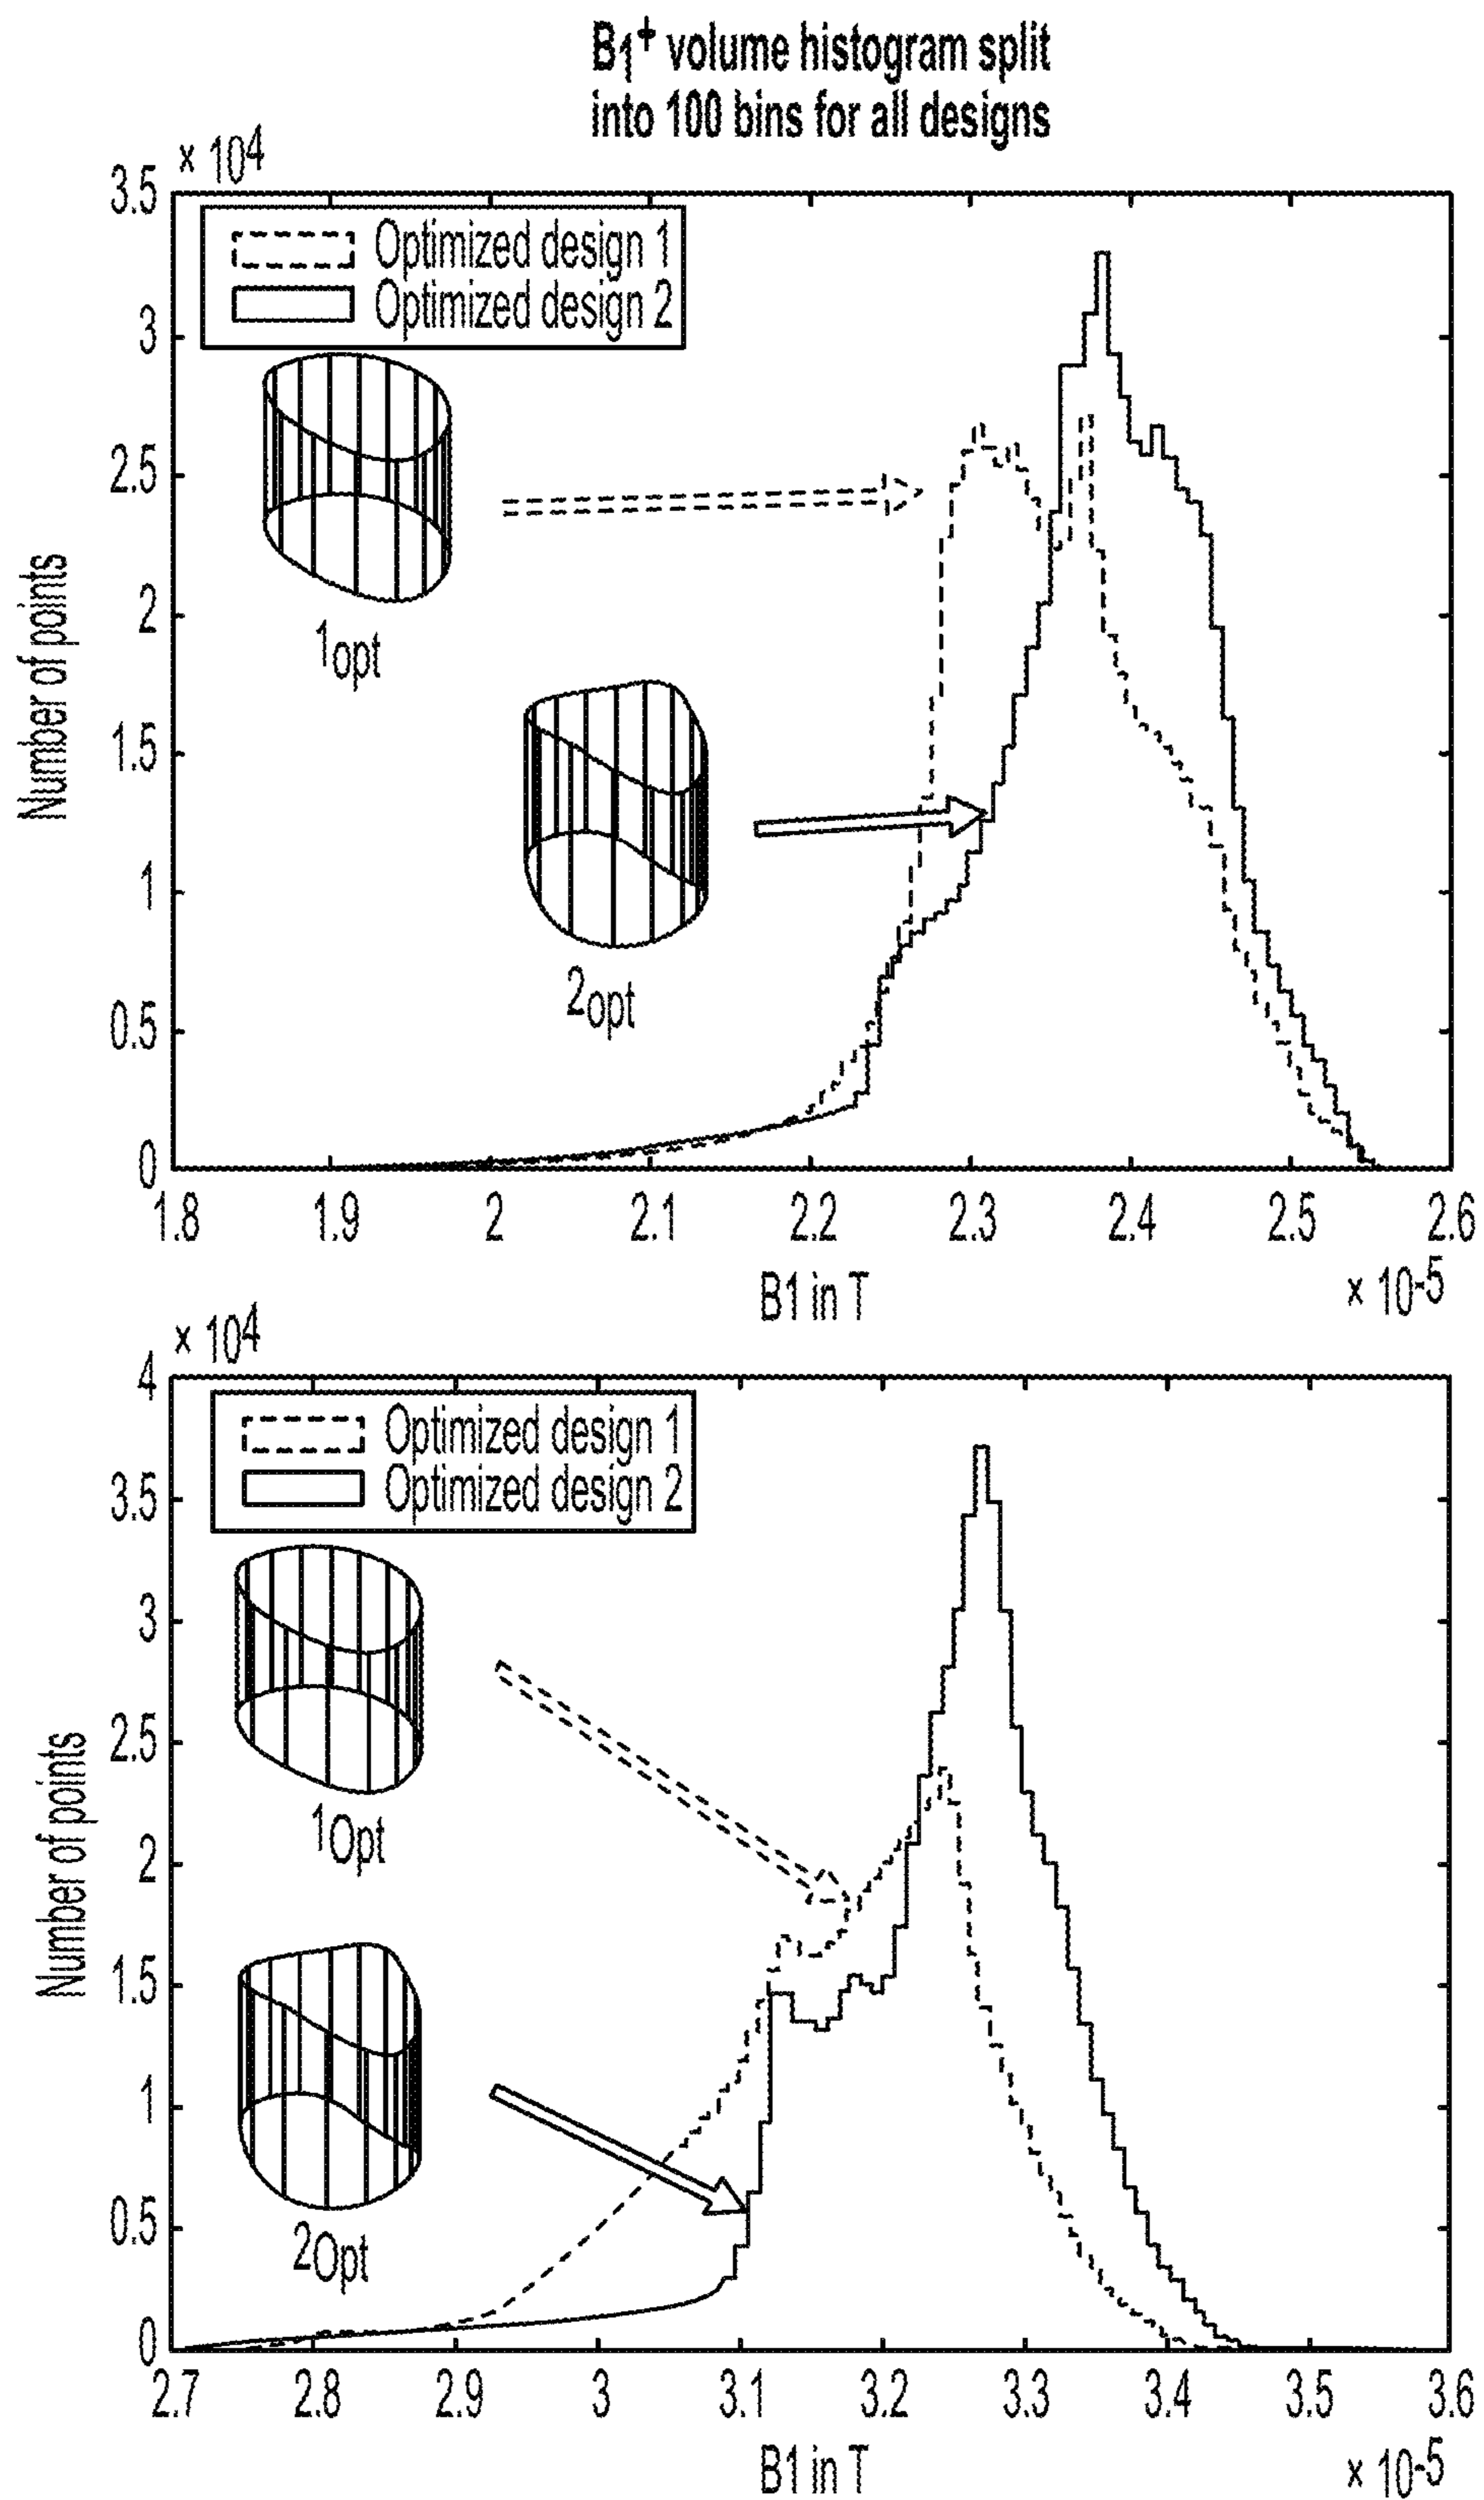 B1+ volume histogram split
into 100 bins for all designs
× 104
3.5
3
2.5
2
1.5
1
0.5
0
Number of points
Optimized design 1
Optimized design 2
1opt
2opt
1.8 1.9 2 2.1 2.2 2.3 2.4 2.5 2.6
B1 in T
× 10-5
× 104
4
3.5
3
2.5
2
1.5
1
0.5
0
Number of points
Optimized design 1
Optimized design 2
1Opt
2Opt
2.7 2.8 2.9 3 3.1 3.2 3.3 3.4 3.5 3.6
B1 in T
× 10-5